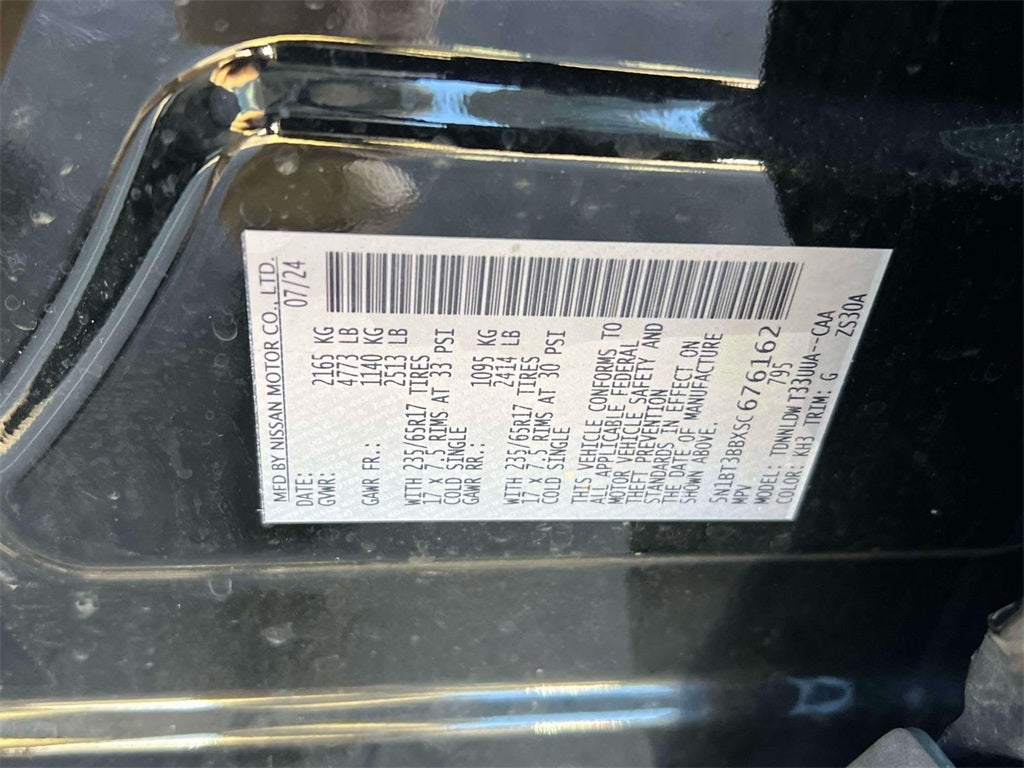 MFD BY NISSAN MOTOR CO., LTD.
DATE: 07/24
GVWR: 2165 KG
4773 LB
GAWR FR.: 1140 KG
2513 LB
WITH 235/65R17 TIRES
17 X 7.5 RIMS AT 33 PSI
COLD SINGLE
GAWR RR.: 1095 KG
2414 LB
WITH 235/65R17 TIRES
17 X 7.5 RIMS AT 30 PSI
COLD SINGLE
THIS VEHICLE CONFORMS TO
ALL APPLICABLE FEDERAL
MOTOR VEHICLE SAFETY AND
THEFT PREVENTION
STANDARDS IN EFFECT ON
THE DATE OF MANUFACTURE
SHOWN ABOVE.
5N1BT3BBXSC676162
MPV 795
MODEL: TDNNLDW T33UUA--CAA
COLOR: KH3 TRIM: G ZS30A